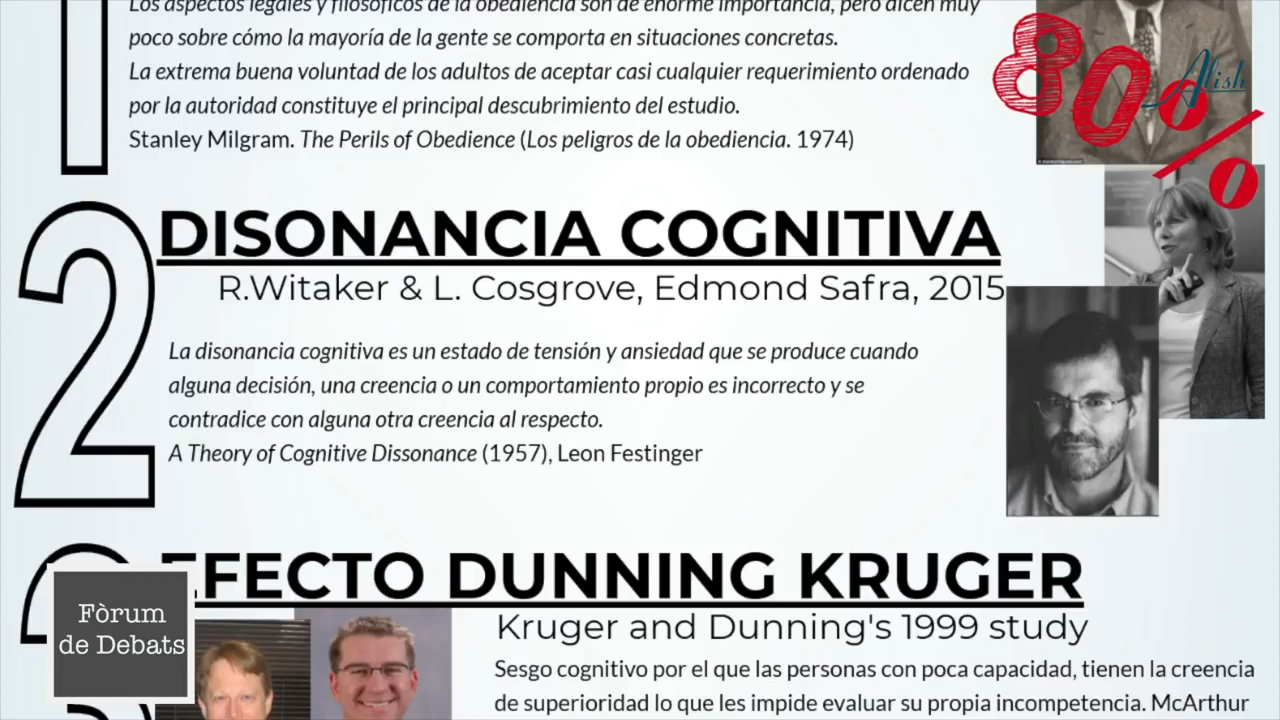 Los aspectos legales y filosóficos de la obediencia son de enorme importancia, pero dicen muy
poco sobre cómo la mayoría de la gente se comporta en situaciones concretas.
La extrema buena voluntad de los adultos de aceptar casi cualquier requerimiento ordenado
por la autoridad constituye el principal descubrimiento del estudio.
Stanley Milgram. The Perils of Obedience (Los peligros de la obediencia. 1974)
80%
Alish
2
DISONANCIA COGNITIVA
R.Witaker & L. Cosgrove, Edmond Safra, 2015
La disonancia cognitiva es un estado de tensión y ansiedad que se produce cuando
alguna decisión, una creencia o un comportamiento propio es incorrecto y se
contradice con alguna otra creencia al respecto.
A Theory of Cognitive Dissonance (1957), Leon Festinger
3
EFECTO DUNNING KRUGER
Fòrum
de Debats
Kruger and Dunning's 1999 study
Sesgo cognitivo por el que las personas con poca capacidad, tienen la creencia
de superioridad lo que les impide evaluar su propia incompetencia. McArthur